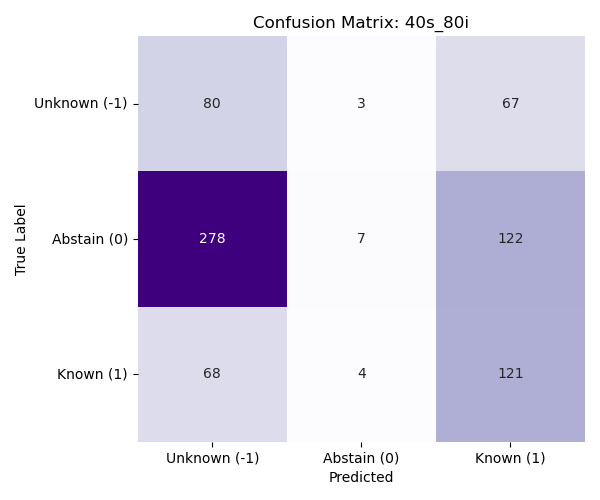 Confusion Matrix: 40s_80i
True Label
Unknown (-1) 80 3 67
Abstain (0) 278 7 122
Known (1) 68 4 121
Unknown (-1) Abstain (0) Known (1)
Predicted